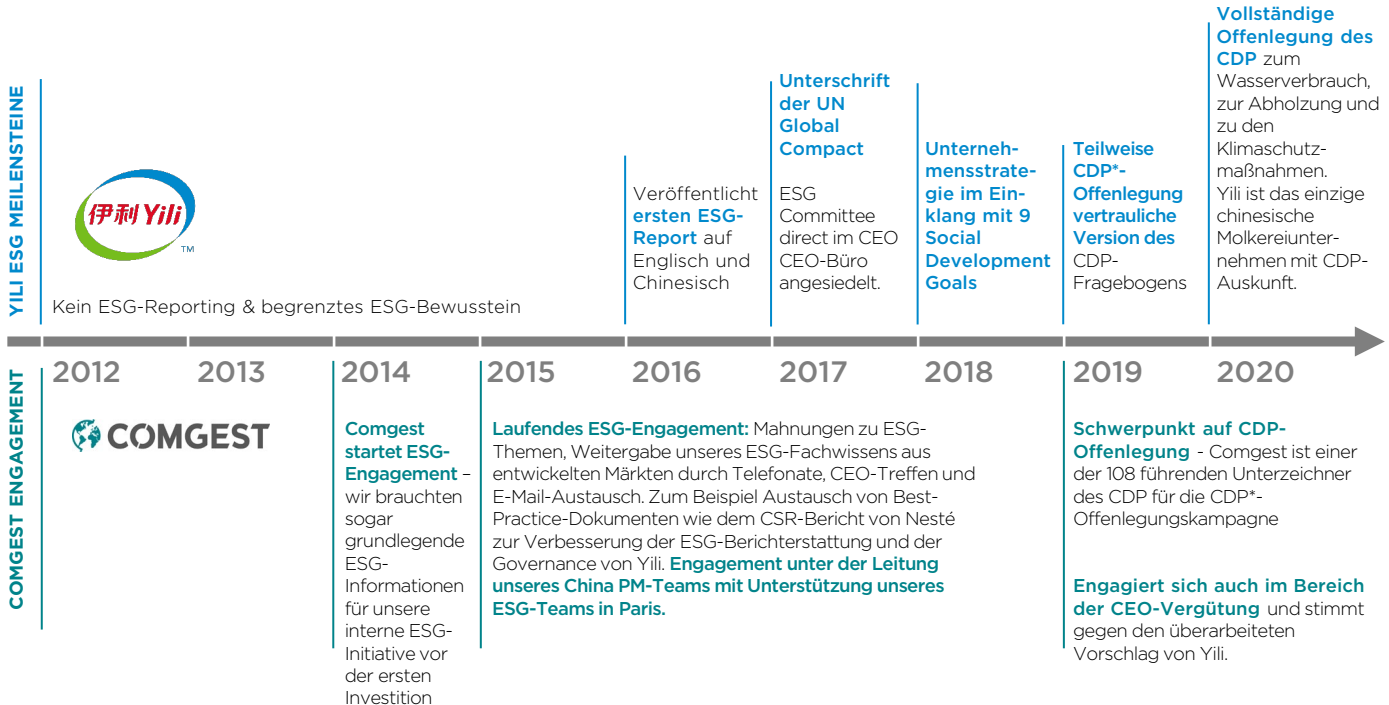 YILI ESG MEILENSTEINE
伊利 Yili
TM
Kein ESG-Reporting & begrenztes ESG-Bewusstein
Veröffentlicht
ersten ESG-
Report auf
Englisch und
Chinesisch
Unterschrift
der UN
Global
Compact
ESG
Committee
direct im CEO
CEO-Büro
angesiedelt.
Unterneh-
mensstrate-
gie im Ein-
klang mit 9
Social
Development
Goals
Teilweise
CDP*-
Offenlegung
vertrauliche
Version des
CDP-
Fragebogens
Vollständige
Offenlegung des
CDP zum
Wasserverbrauch,
zur Abholzung und
zu den
Klimaschutz-
maßnahmen.
Yili ist das einzige
chinesische
Molkereiunter-
nehmen mit CDP-
Auskunft.
2012 2013 2014 2015 2016 2017 2018 2019 2020
COMGEST ENGAGEMENT
COMGEST
Comgest
startet ESG-
Engagement –
wir brauchten
sogar
grundlegende
ESG-
Informationen
für unsere
interne ESG-
Initiative vor
der ersten
Investition
Laufendes ESG-Engagement: Mahnungen zu ESG-
Themen, Weitergabe unseres ESG-Fachwissens aus
entwickelten Märkten durch Telefonate, CEO-Treffen und
E-Mail-Austausch. Zum Beispiel Austausch von Best-
Practice-Dokumenten wie dem CSR-Bericht von Nesté
zur Verbesserung der ESG-Berichterstattung und der
Governance von Yili. Engagement unter der Leitung
unseres China PM-Teams mit Unterstützung unseres
ESG-Teams in Paris.
Schwerpunkt auf CDP-
Offenlegung - Comgest ist einer
der 108 führenden Unterzeichner
des CDP für die CDP*-
Offenlegungskampagne
Engagiert sich auch im Bereich
der CEO-Vergütung und stimmt
gegen den überarbeiteten
Vorschlag von Yili.